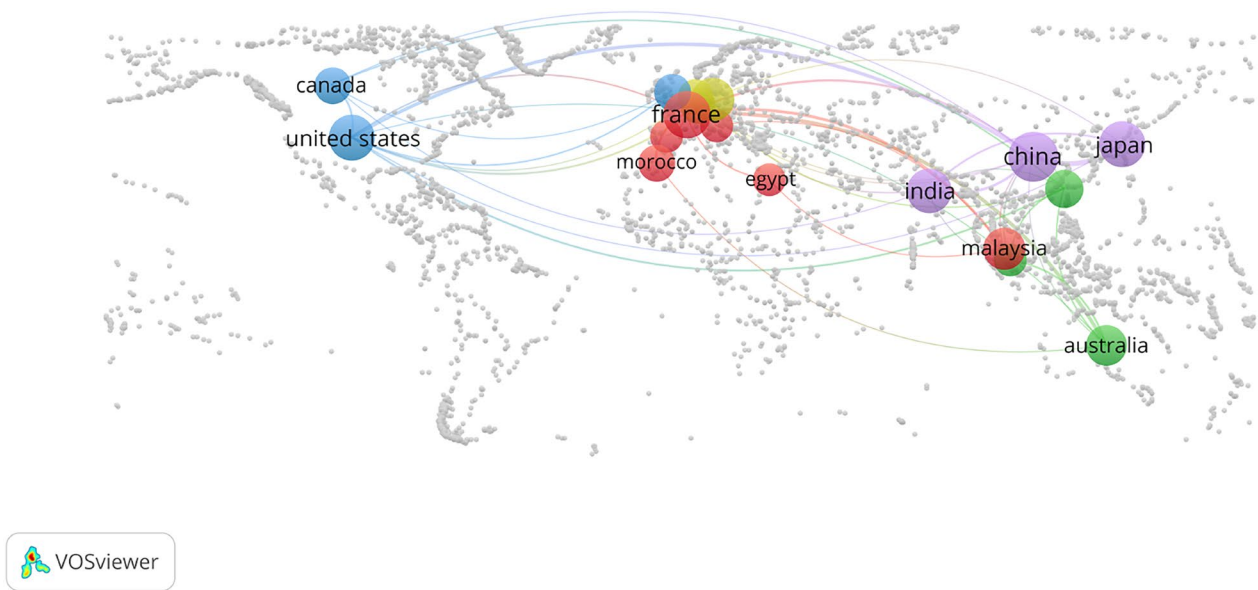 canada
united states
france
morocco
egypt
china
japan
india
malaysia
australia
VOSviewer